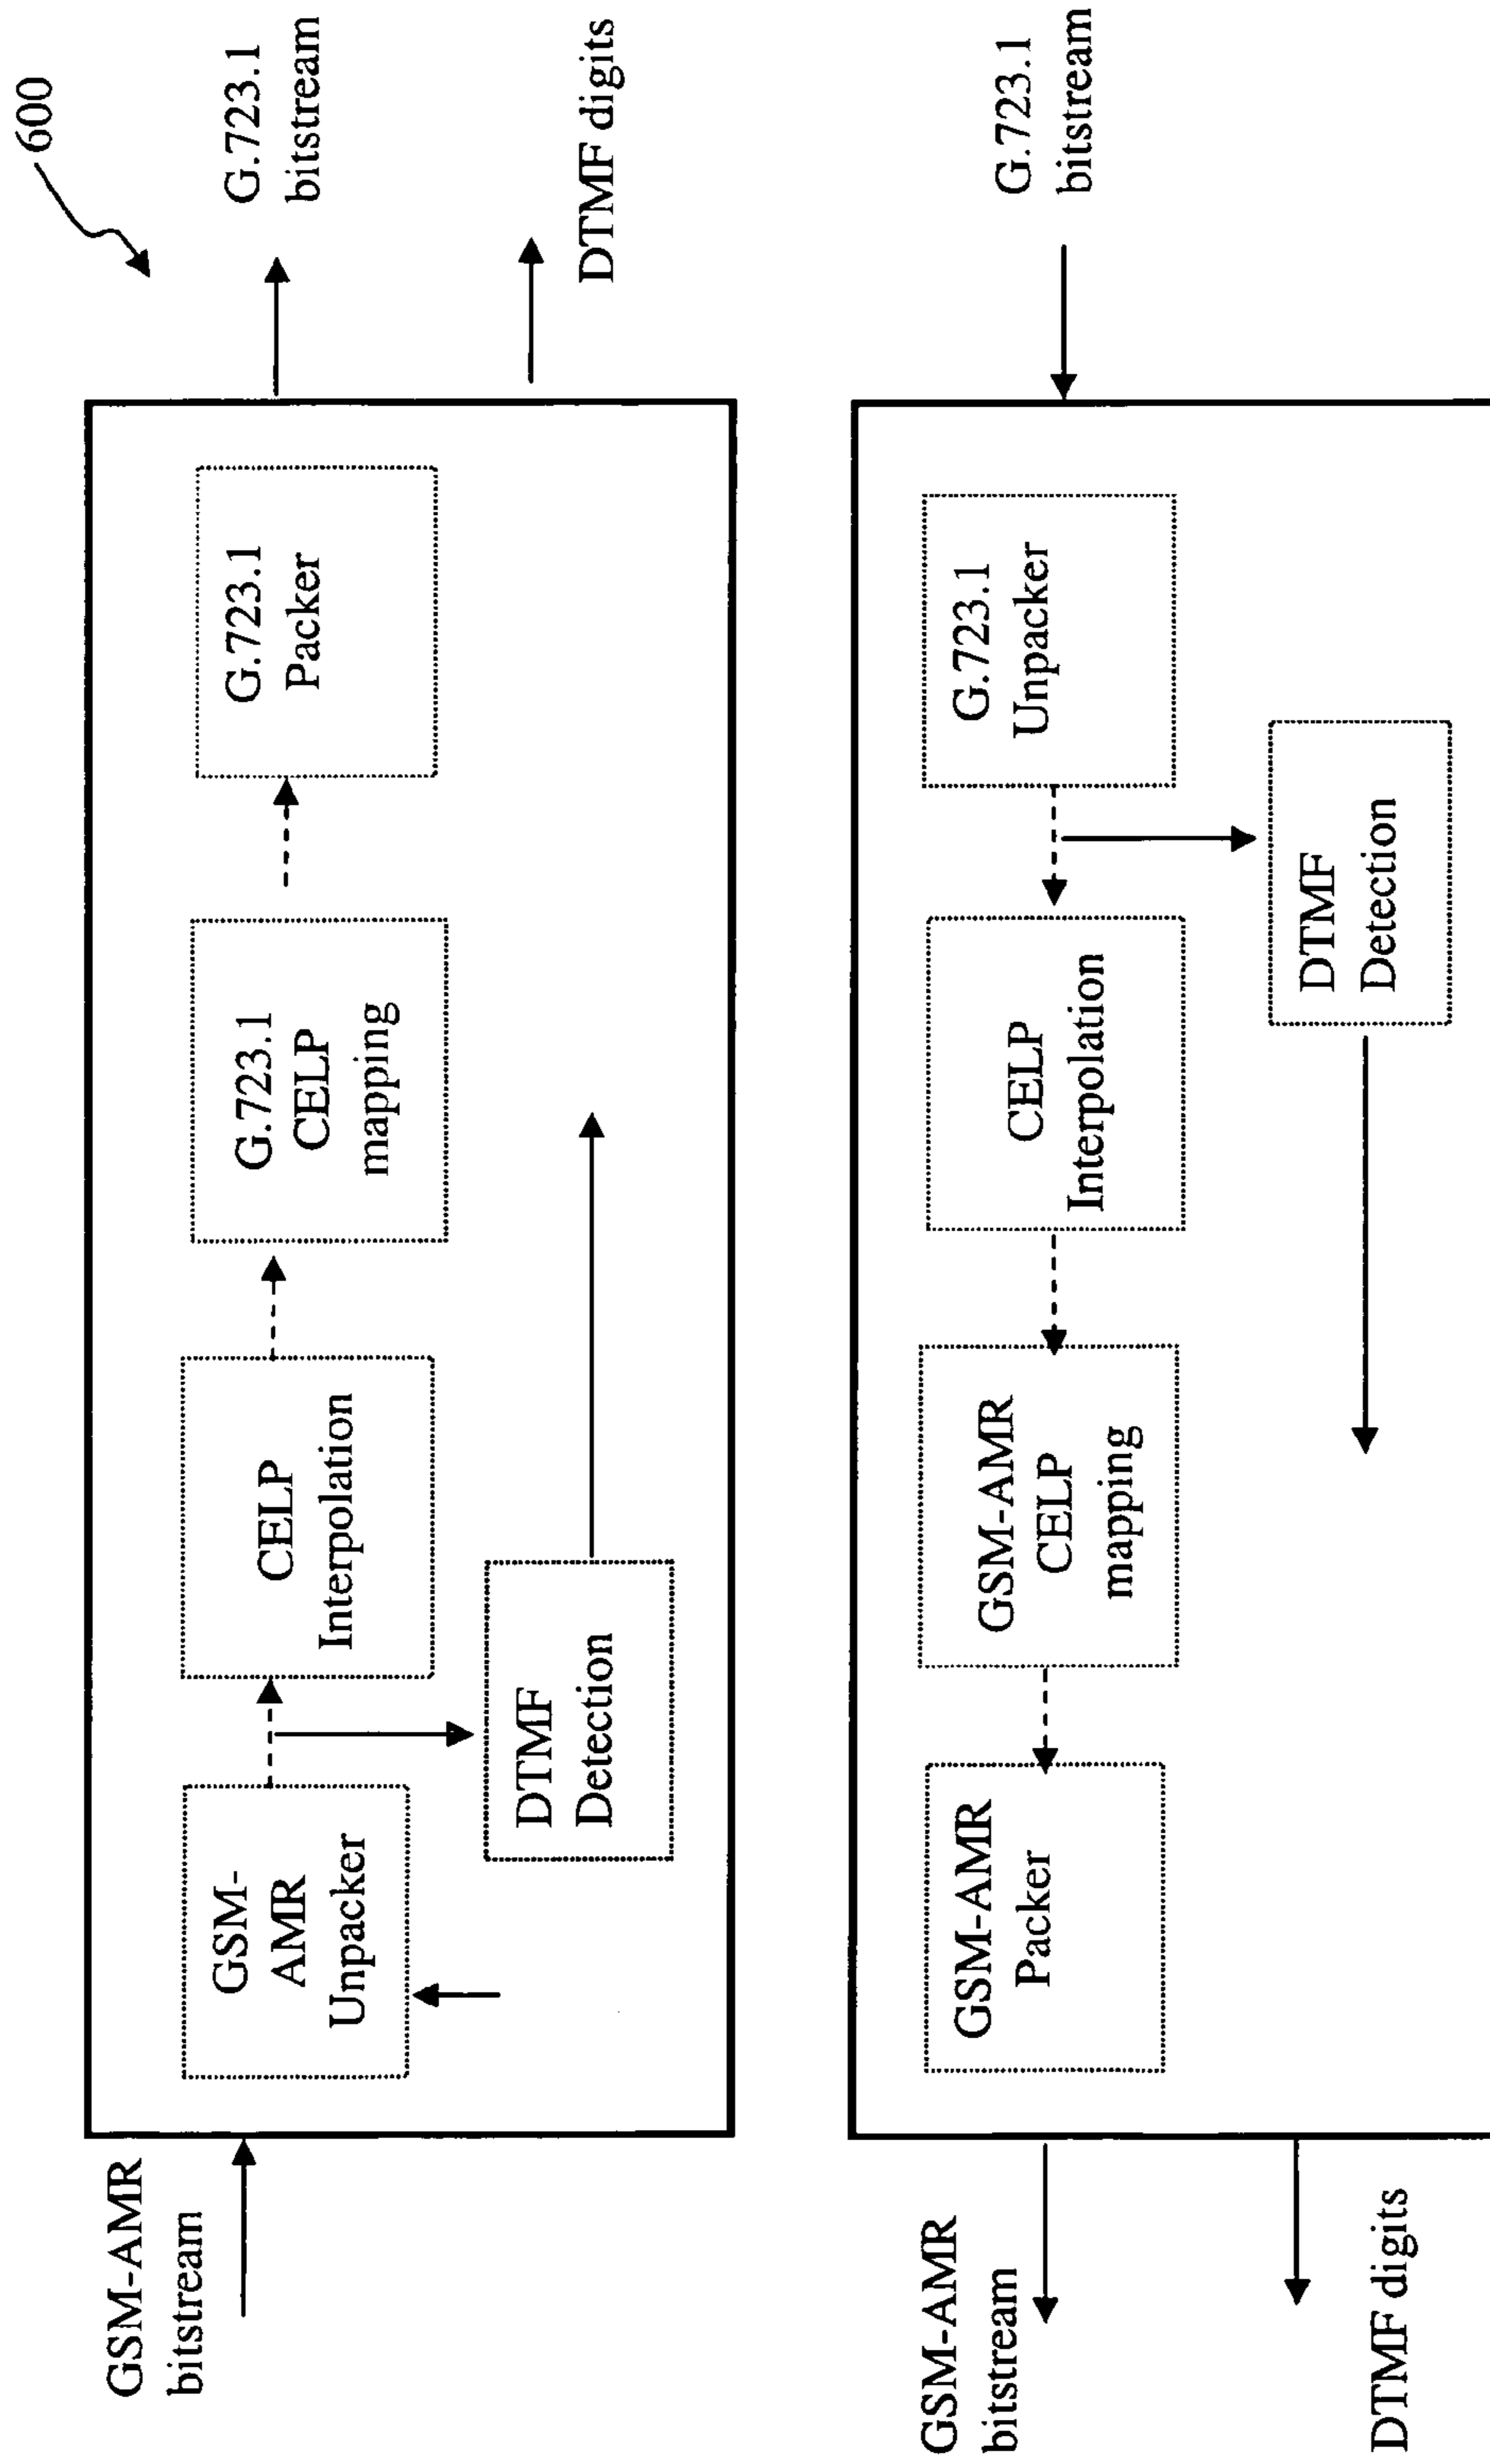 600
GSM-AMR
bitstream
GSM-
AMR
Unpacker
CELP
Interpolation
G.723.1
CELP
mapping
G.723.1
Packer
G.723.1
bitstream
DTMF
Detection
DTMF digits
GSM-AMR
bitstream
GSM-AMR
Packer
GSM-AMR
CELP
mapping
CELP
Interpolation
G.723.1
Unpacker
G.723.1
bitstream
DTMF
Detection
DTMF digits